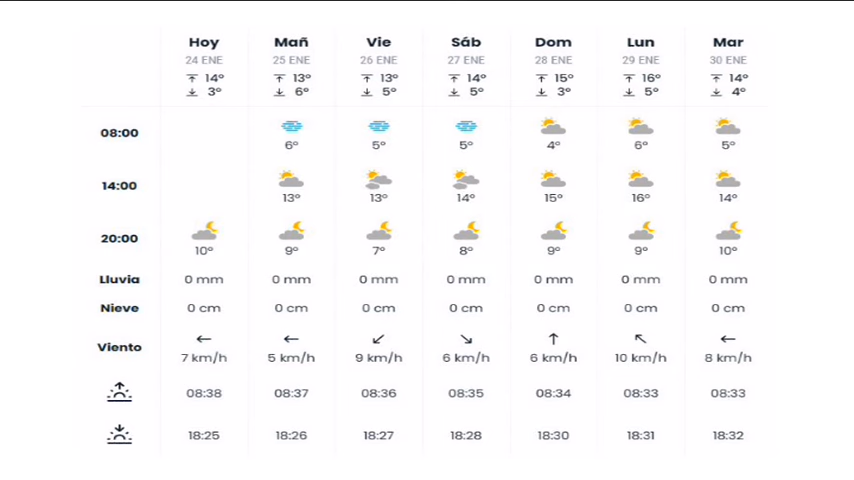 Hoy Mañ Vie Sáb Dom Lun Mar
24 ENE 25 ENE 26 ENE 27 ENE 28 ENE 29 ENE 30 ENE
14° 13° 13° 14° 15° 16° 14°
3° 6° 5° 5° 3° 5° 4°
08:00
6° 5° 5° 4° 6° 5°
14:00
13° 13° 14° 15° 16° 14°
20:00
10° 9° 7° 8° 9° 9° 10°
Lluvia 0 mm 0 mm 0 mm 0 mm 0 mm 0 mm 0 mm
Nieve 0 cm 0 cm 0 cm 0 cm 0 cm 0 cm 0 cm
Viento
7 km/h 5 km/h 9 km/h 6 km/h 6 km/h 10 km/h 8 km/h
08:38 08:37 08:36 08:35 08:34 08:33 08:33
18:25 18:26 18:27 18:28 18:30 18:31 18:32